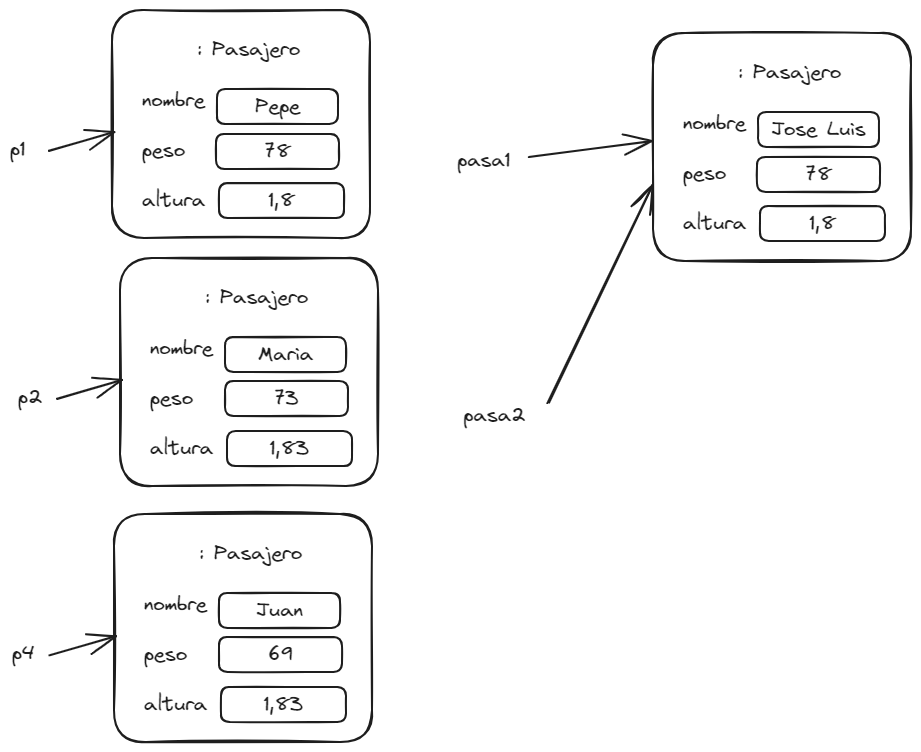 : Pasajero
nombre Pepe
p1
peso 78
altura 1,8
: Pasajero
nombre Maria
p2
peso 73
altura 1,83
: Pasajero
nombre Juan
p4
peso 69
altura 1,83
: Pasajero
nombre Jose Luis
pasa1
peso 78
altura 1,8
pasa2